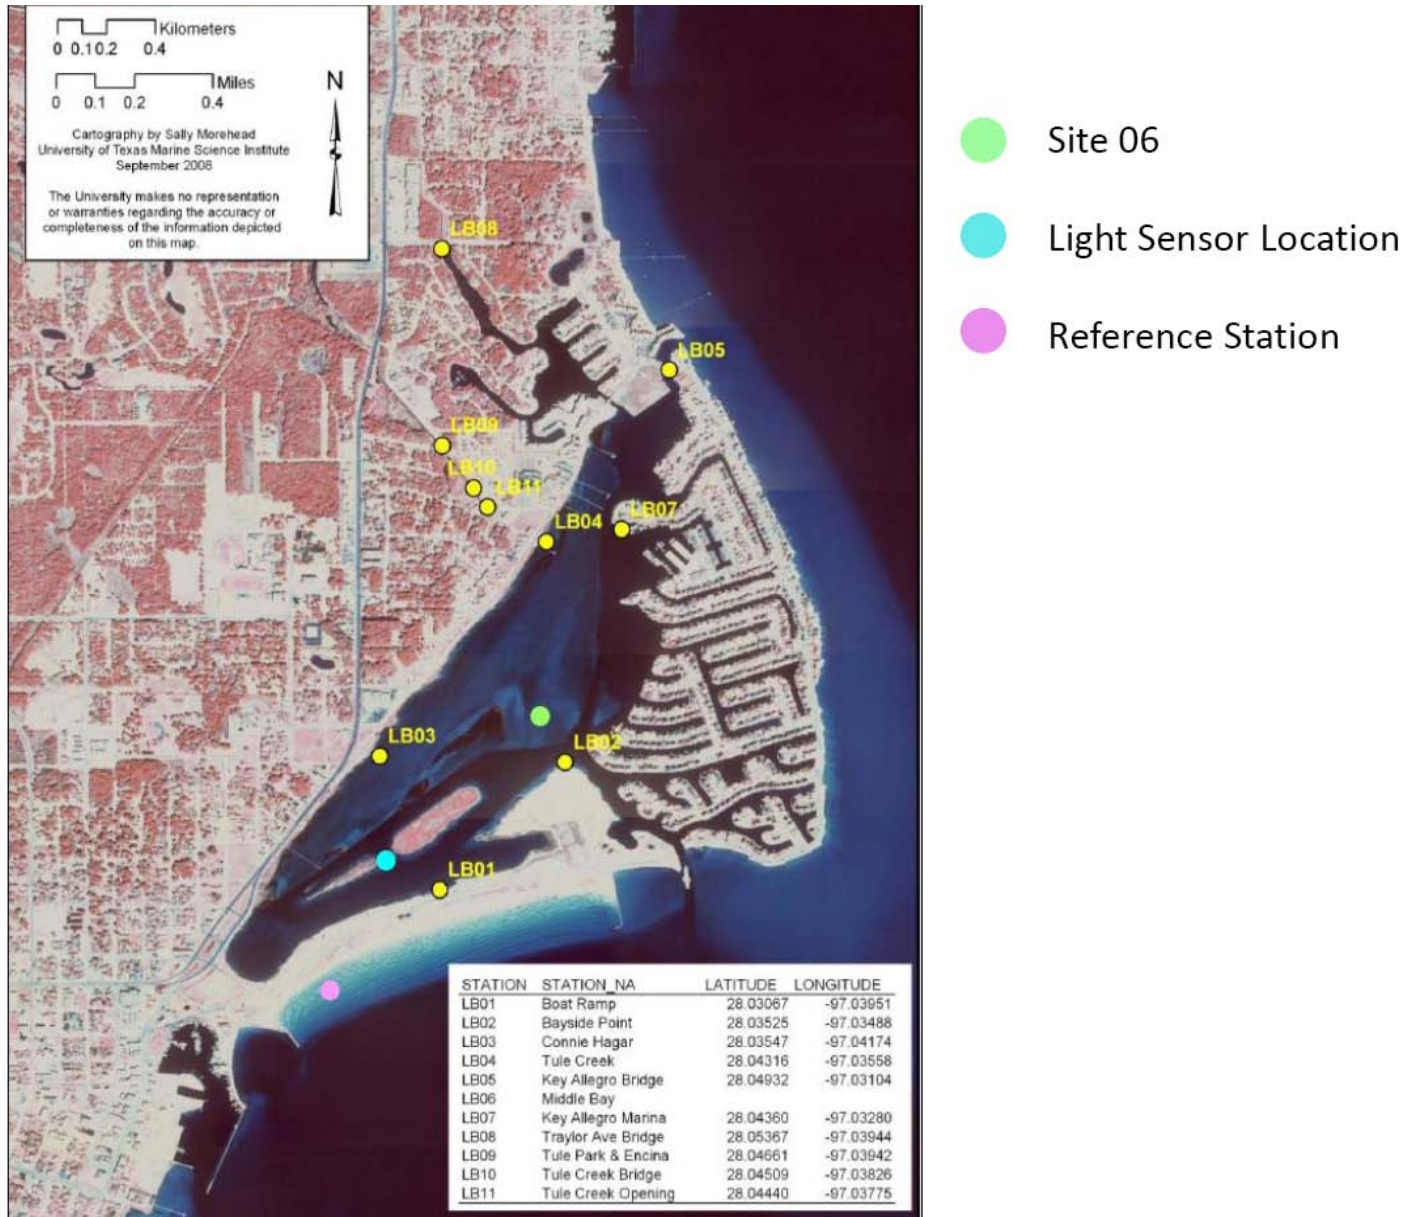 Kilometers
0 0.1 0.2 0.4
Miles
0 0.1 0.2 0.4
N
Cartography by Sally Morehead
University of Texas Marine Science Institute
September 2008
The University makes no representation
or warranties regarding the accuracy or
completeness of the information depicted
on this map.
Site 06
Light Sensor Location
Reference Station
LB08
LB05
LB09
LB10
LB11
LB04
LB07
LB03
LB02
LB01
STATION STATION_NA LATITUDE LONGITUDE
LB01 Boat Ramp 28.03067 -97.03951
LB02 Bayside Point 28.03525 -97.03488
LB03 Connie Hagar 28.03547 -97.04174
LB04 Tule Creek 28.04316 -97.03558
LB05 Key Allegro Bridge 28.04932 -97.03104
LB06 Middle Bay
LB07 Key Allegro Marina 28.04360 -97.03280
LB08 Traylor Ave Bridge 28.05367 -97.03944
LB09 Tule Park & Encina 28.04661 -97.03942
LB10 Tule Creek Bridge 28.04509 -97.03826
LB11 Tule Creek Opening 28.04440 -97.03775